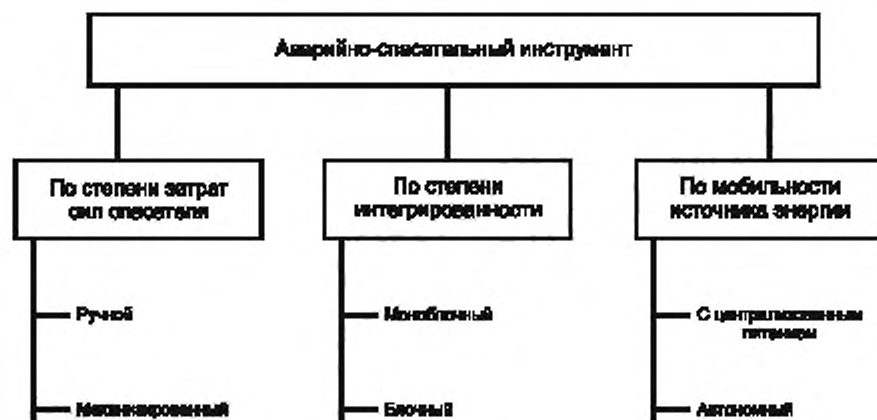 Аварийно-спасательный инструмент
По степени затрат
сил спасателя
По степени
интегрированности
По мобильности
источника энергии
Ручной
Моноблочный
С централизованным
питанием
Механизированный
Блочный
Автономный